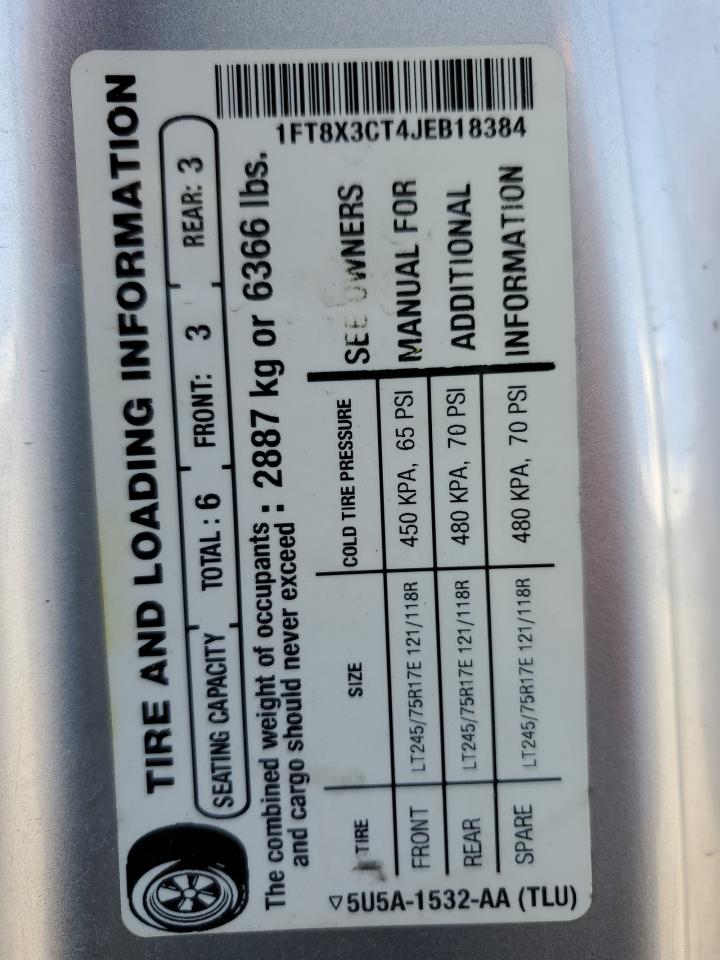 TIRE AND LOADING INFORMATION
SEATING CAPACITY TOTAL : 6 FRONT: 3 REAR: 3
The combined weight of occupants
and cargo should never exceed : 2887 kg or 6366 lbs.
TIRE SIZE COLD TIRE PRESSURE
FRONT LT245/75R17E 121/118R 450 KPA, 65 PSI
REAR LT245/75R17E 121/118R 480 KPA, 70 PSI
SPARE LT245/75R17E 121/118R 480 KPA, 70 PSI
SEE OWNERS
MANUAL FOR
ADDITIONAL
INFORMATION
5U5A-1532-AA (TLU)
1FT8X3CT4JEB18384